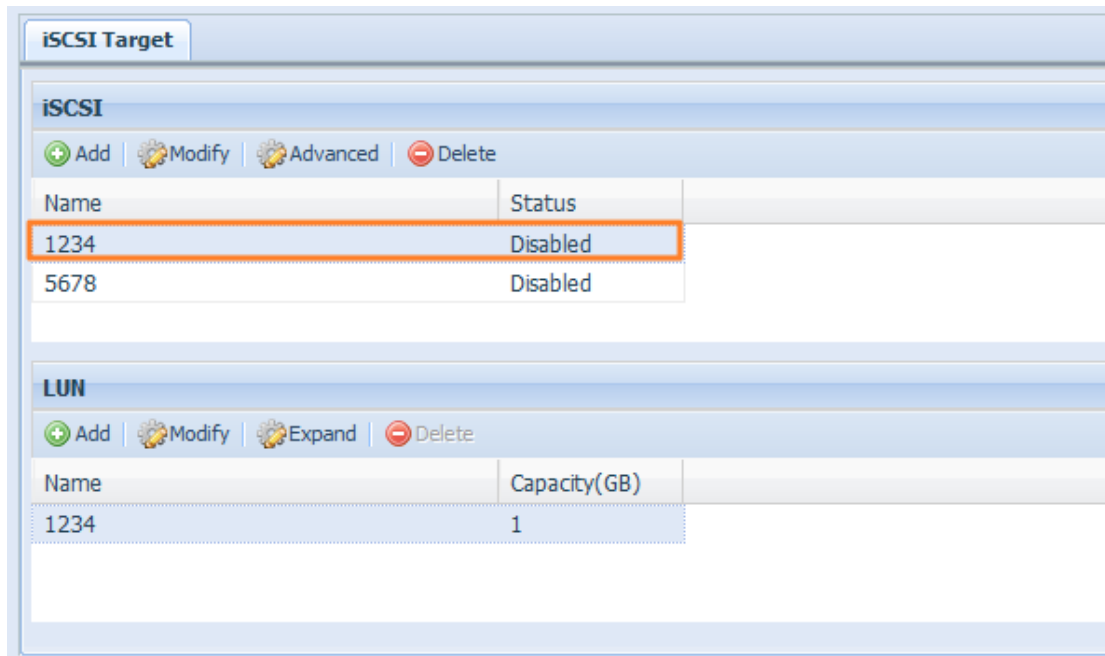 iSCSI Target
iSCSI
Add Modify Advanced Delete
Name Status
1234 Disabled
5678 Disabled
LUN
Add Modify Expand Delete
Name Capacity(GB)
1234 1